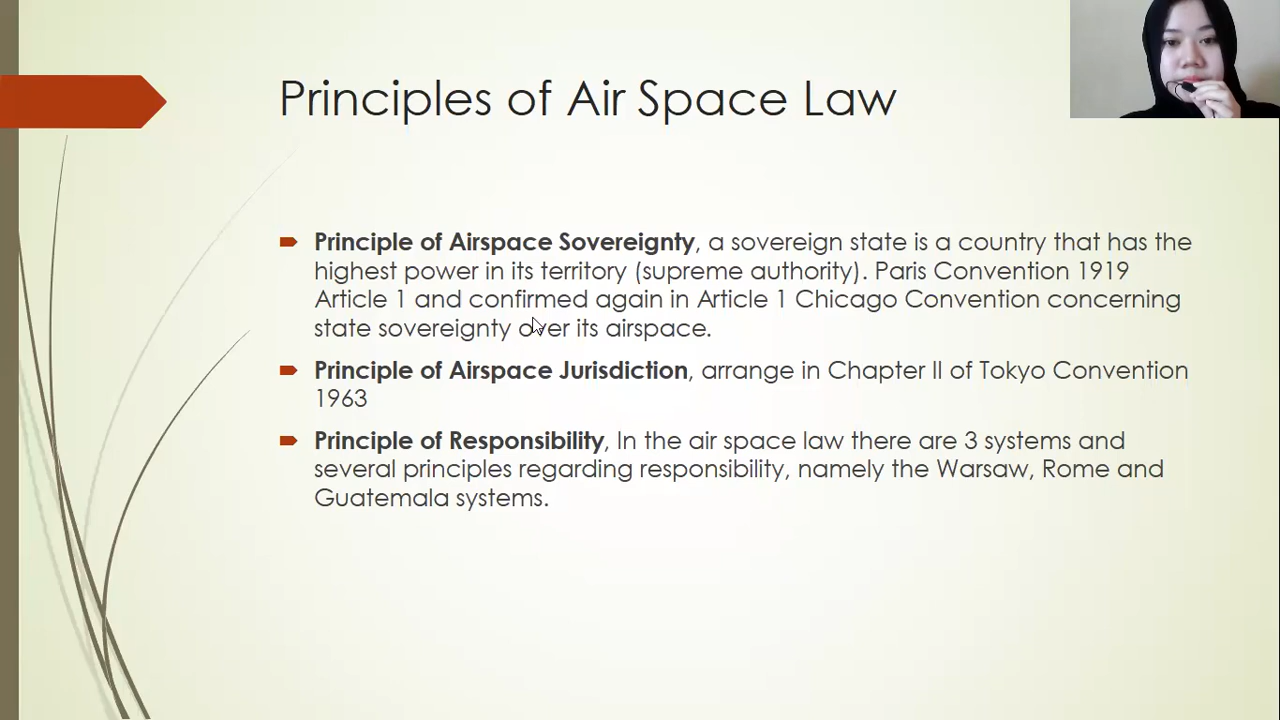 Principles of Air Space Law
Principle of Airspace Sovereignty, a sovereign state is a country that has the
highest power in its territory (supreme authority). Paris Convention 1919
Article 1 and confirmed again in Article 1 Chicago Convention concerning
state sovereignty over its airspace.
Principle of Airspace Jurisdiction, arrange in Chapter II of Tokyo Convention
1963
Principle of Responsibility, In the air space law there are 3 systems and
several principles regarding responsibility, namely the Warsaw, Rome and
Guatemala systems.